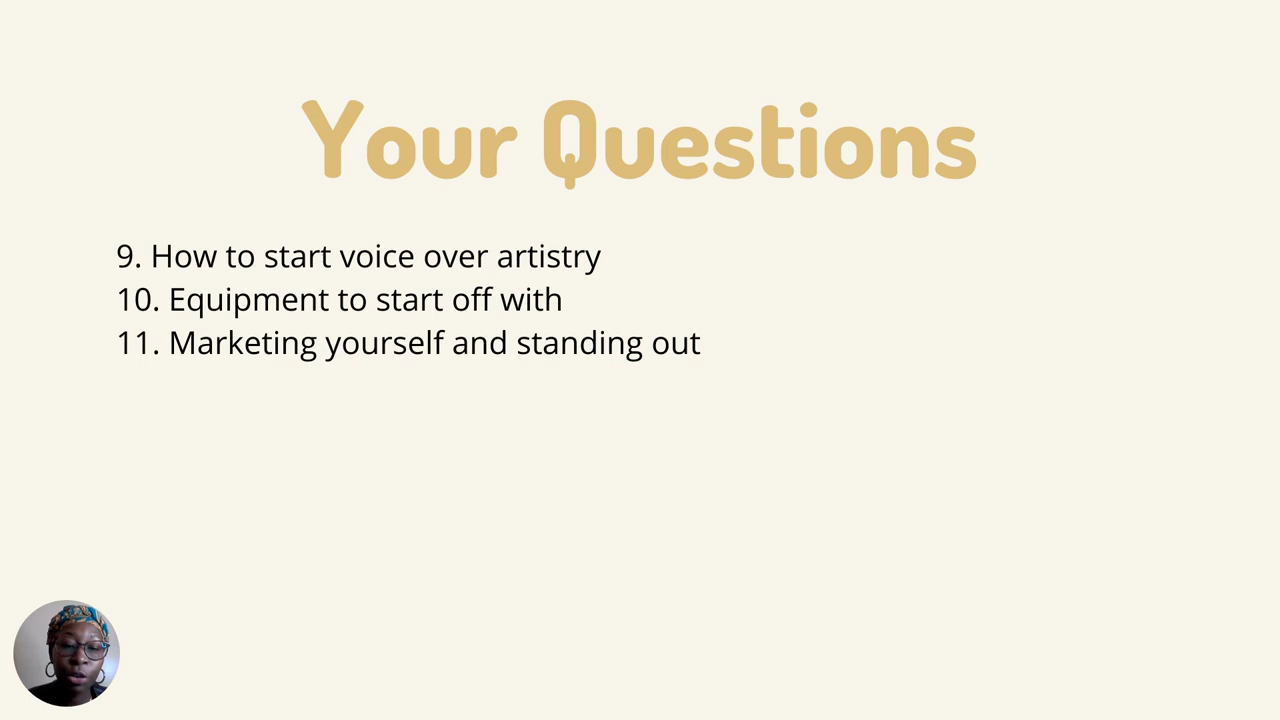 Your Questions
9. How to start voice over artistry
10. Equipment to start off with
11. Marketing yourself and standing out